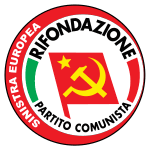 SINISTRA EUROPEA
RIFONDAZIONE
PARTITO COMUNISTA